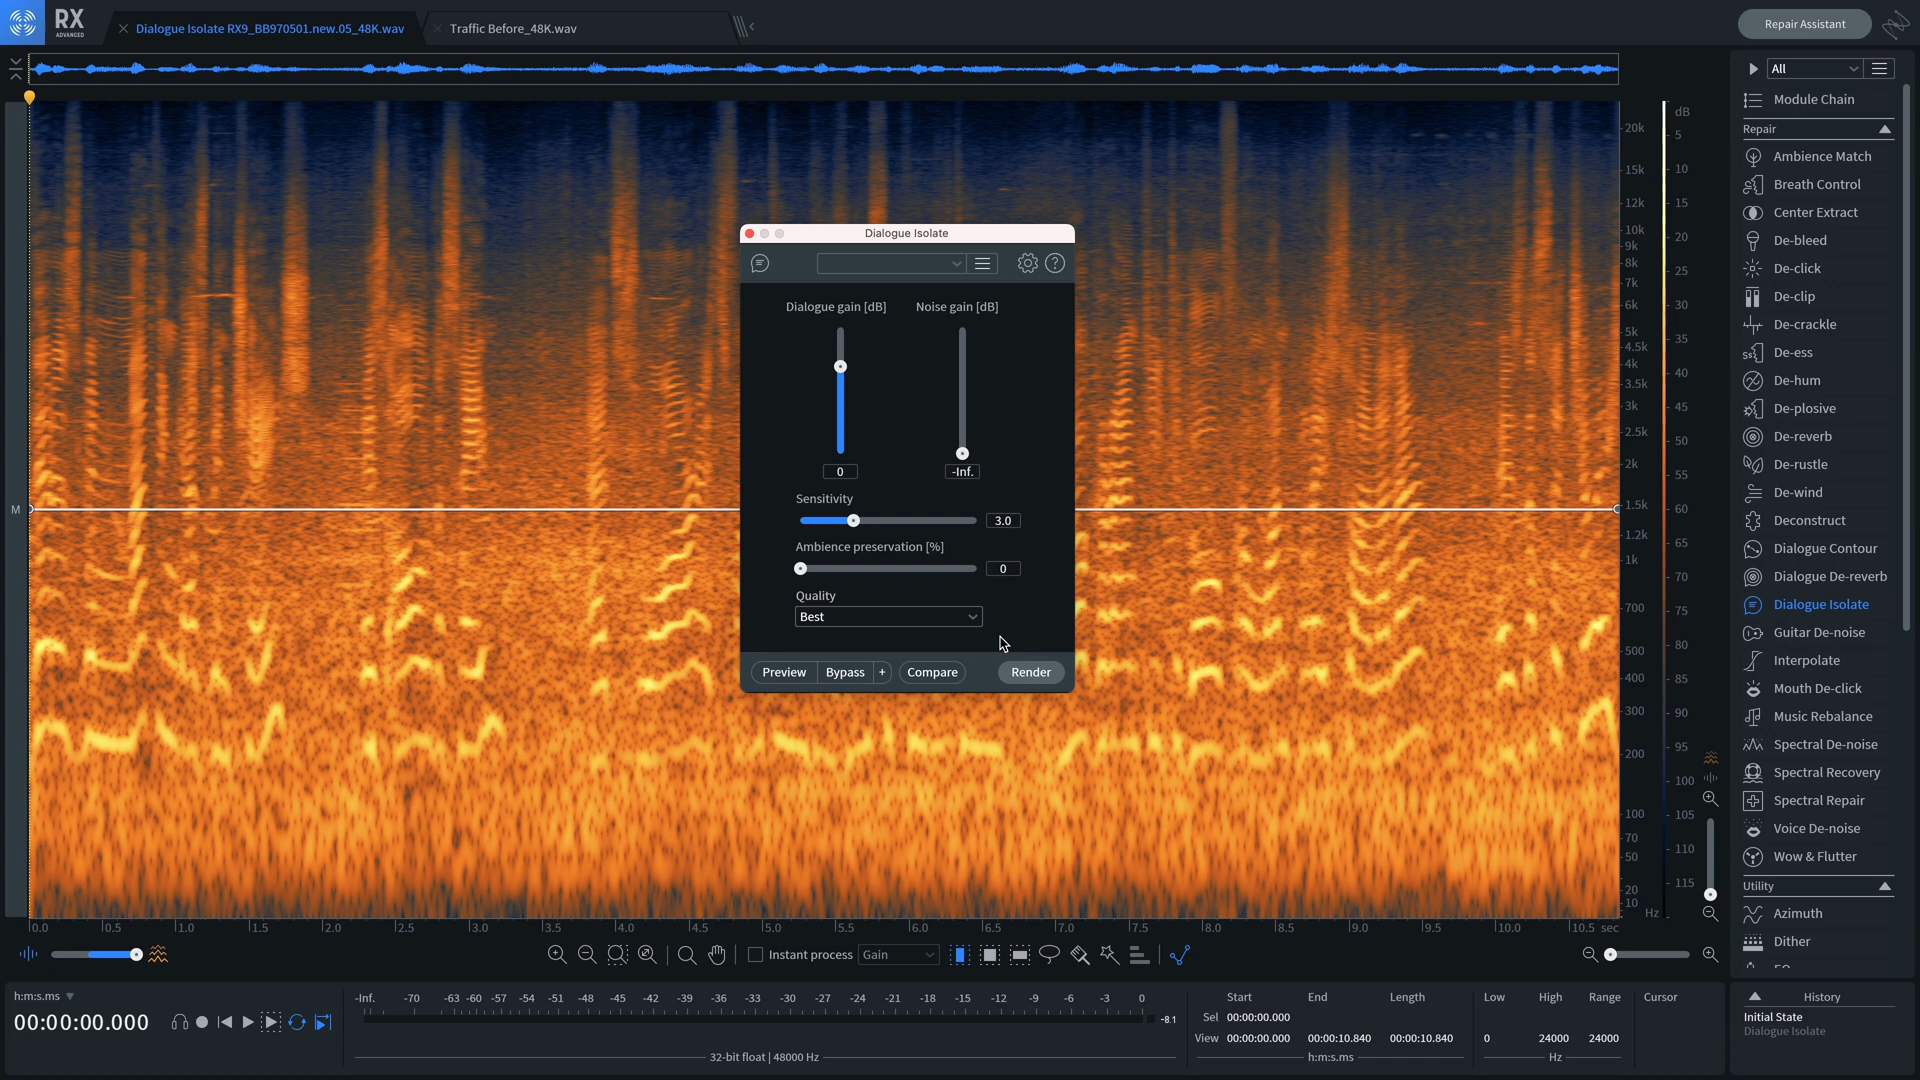 RX
ADVANCED
Dialogue Isolate RX9_BB970501.new.05_48K.wav
Traffic Before_48K.wav
Repair Assistant
All
Module Chain
Repair
Ambience Match
Breath Control
Center Extract
De-bleed
De-click
De-clip
De-crackle
De-ess
De-hum
De-plosive
De-reverb
De-rustle
De-wind
Deconstruct
Dialogue Contour
Dialogue De-reverb
Dialogue Isolate
Guitar De-noise
Interpolate
Mouth De-click
Music Rebalance
Spectral De-noise
Spectral Recovery
Spectral Repair
Voice De-noise
Wow & Flutter
Utility
Azimuth
Dither
dB
5
10
15
20
25
30
35
40
45
50
55
60
65
70
75
80
85
90
95
100
105
110
115
20k
15k
12k
10k
9k
8k
7k
6k
5k
4.5k
4k
3.5k
3k
2.5k
2k
1.5k
1.2k
1k
700
500
400
300
200
100
70
50
20
10
Hz
M
Dialogue Isolate
Dialogue gain [dB] Noise gain [dB]
0 -Inf.
Sensitivity
3.0
Ambience preservation [%]
0
Quality
Best
Preview Bypass + Compare Render
0.0 0.5 1.0 1.5 2.0 2.5 3.0 3.5 4.0 4.5 5.0 5.5 6.0 6.5 7.0 7.5 8.0 8.5 9.0 9.5 10.0 10.5 sec
Instant process Gain
h:m:s.ms
00:00:00.000
-Inf. -70 -63 -60 -57 -54 -51 -48 -45 -42 -39 -36 -33 -30 -27 -24 -21 -18 -15 -12 -9 -6 -3 0
-8.1
32-bit float | 48000 Hz
Start End Length Low High Range Cursor
Sel 00:00:00.000
View 00:00:00.000 00:00:10.840 00:00:10.840 0 24000 24000
h:m:s.ms Hz
History
Initial State
Dialogue Isolate